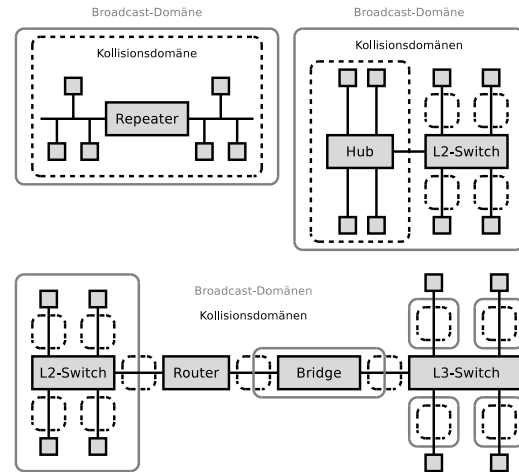 Broadcast-Domäne
Kollisionsdomäne
Repeater
Broadcast-Domäne
Kollisionsdomänen
Hub
L2-Switch
Broadcast-Domänen
Kollisionsdomänen
L2-Switch
Router
Bridge
L3-Switch